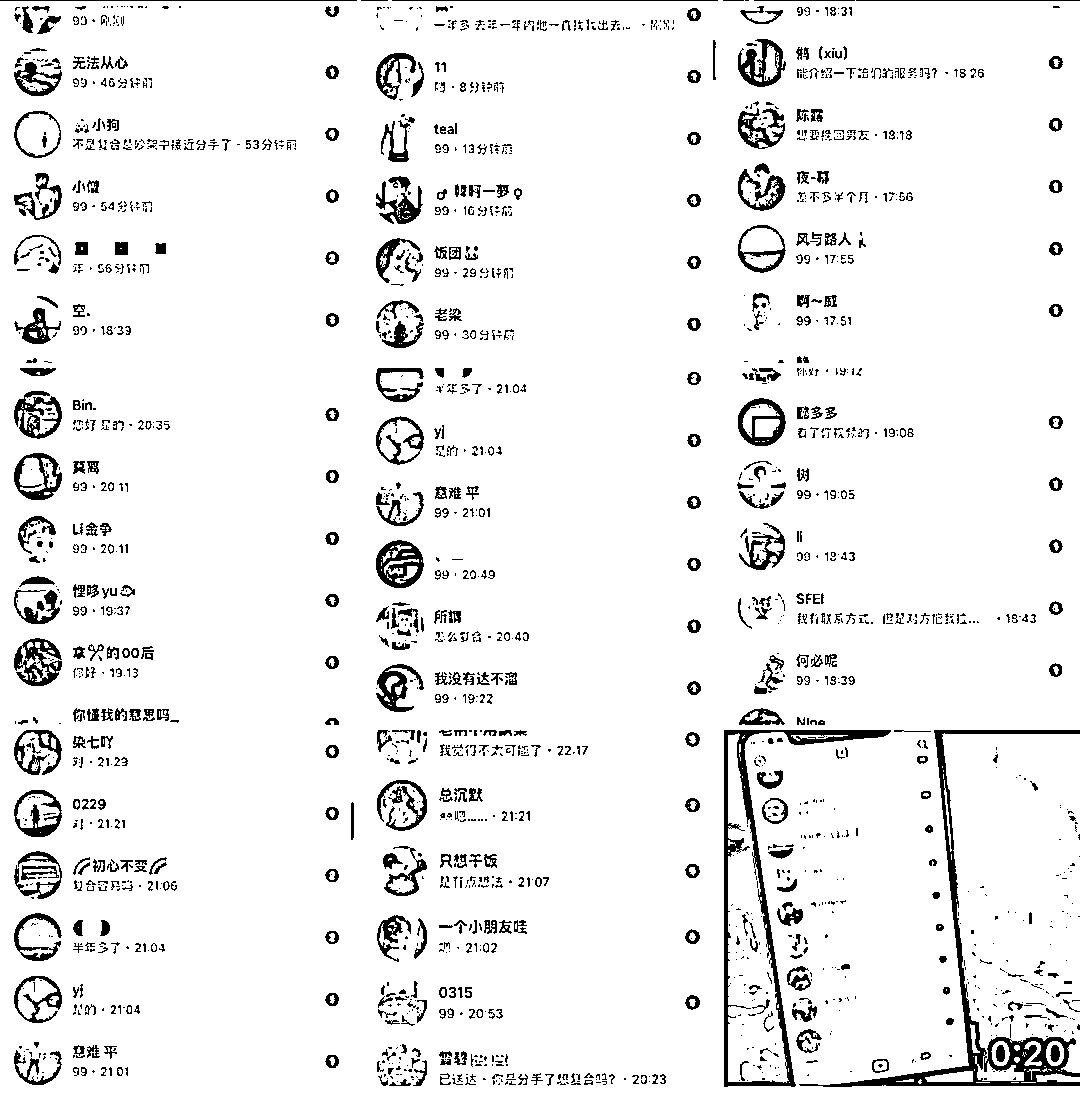 99 · 刚刚
无法从心
99 · 46分钟前
小狗
不是复合是吵架中接近分手了 · 53分钟前
小僧
99 · 54分钟前
年 · 56分钟前
空.
99 · 18:39
Bin.
您好 是的 · 20:35
莫骂
99 · 20:11
Li金争
99 · 20:11
哆yu
99 · 19:37
拿的00后
你好 · 19:13
你懂我的意思吗_
一年多 去年一年内他一直找我出去... · 刚刚
11
嗯 · 8分钟前
teal
99 · 13分钟前
♂ 一梦♀
99 · 16分钟前
饭团
99 · 29分钟前
老梁
99 · 30分钟前
半年多了 · 21:04
yj
是的 · 21:04
意难平
99 · 21:01
、 —
99 · 20:49
所谓
怎么复合 · 20:40
我没有达不溜
99 · 19:22
99 · 18:31
鸺（xiu）
能介绍一下咱们的服务吗？ · 18:26
陈露
想要挽回男友 · 18:18
夜-幕
差不多半个月 · 17:56
风与路人
99 · 17:55
啊～威
99 · 17:51
你好 · 19:12
多多
看了你视频的 · 19:08
树
99 · 19:05
li
99 · 18:43
SFEI
我有联系方式，但是对方把我拉... · 18:43
何必呢
99 · 18:39
Nine
染七吖
对 · 21:29
0229
对 · 21:21
初心不变
复合容易吗 · 21:06
半年多了 · 21:04
yj
是的 · 21:04
意难平
99 · 21:01
我觉得不太可能了 · 22:17
总沉默
吧...... · 21:21
只想干饭
是有点想法 · 21:07
一个小朋友哇
嗯 · 21:02
0315
99 · 20:53
已送达 · 你是分手了想复合吗？ · 20:23
0:20